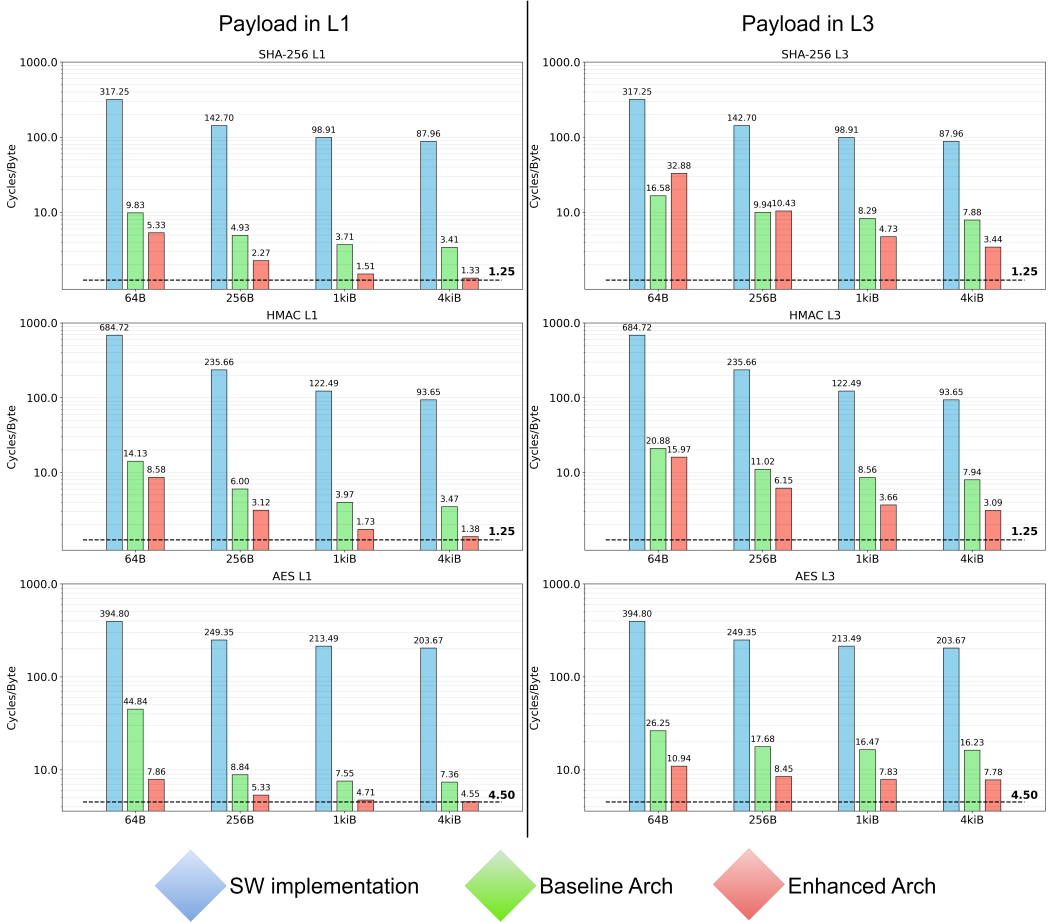 Payload in L1
Payload in L3
SHA-256 L1
1000.0
100.0
10.0
Cycles/Byte
317.25
9.83
5.33
142.70
4.93
2.27
98.91
3.71
1.51
87.96
3.41
1.33
1.25
64B
256B
1kiB
4kiB
SHA-256 L3
1000.0
100.0
10.0
Cycles/Byte
317.25
16.58
32.88
142.70
9.94
10.43
98.91
8.29
4.73
87.96
7.88
3.44
1.25
64B
256B
1kiB
4kiB
HMAC L1
1000.0
100.0
10.0
Cycles/Byte
684.72
14.13
8.58
235.66
6.00
3.12
122.49
3.97
1.73
93.65
3.47
1.38
1.25
64B
256B
1kiB
4kiB
HMAC L3
1000.0
100.0
10.0
Cycles/Byte
684.72
20.88
15.97
235.66
11.02
6.15
122.49
8.56
3.66
93.65
7.94
3.09
1.25
64B
256B
1kiB
4kiB
AES L1
1000.0
100.0
10.0
Cycles/Byte
394.80
44.84
7.86
249.35
8.84
5.33
213.49
7.55
4.71
203.67
7.36
4.55
4.50
64B
256B
1kiB
4kiB
AES L3
1000.0
100.0
10.0
Cycles/Byte
394.80
26.25
10.94
249.35
17.68
8.45
213.49
16.47
7.83
203.67
16.23
7.78
4.50
64B
256B
1kiB
4kiB
SW implementation
Baseline Arch
Enhanced Arch